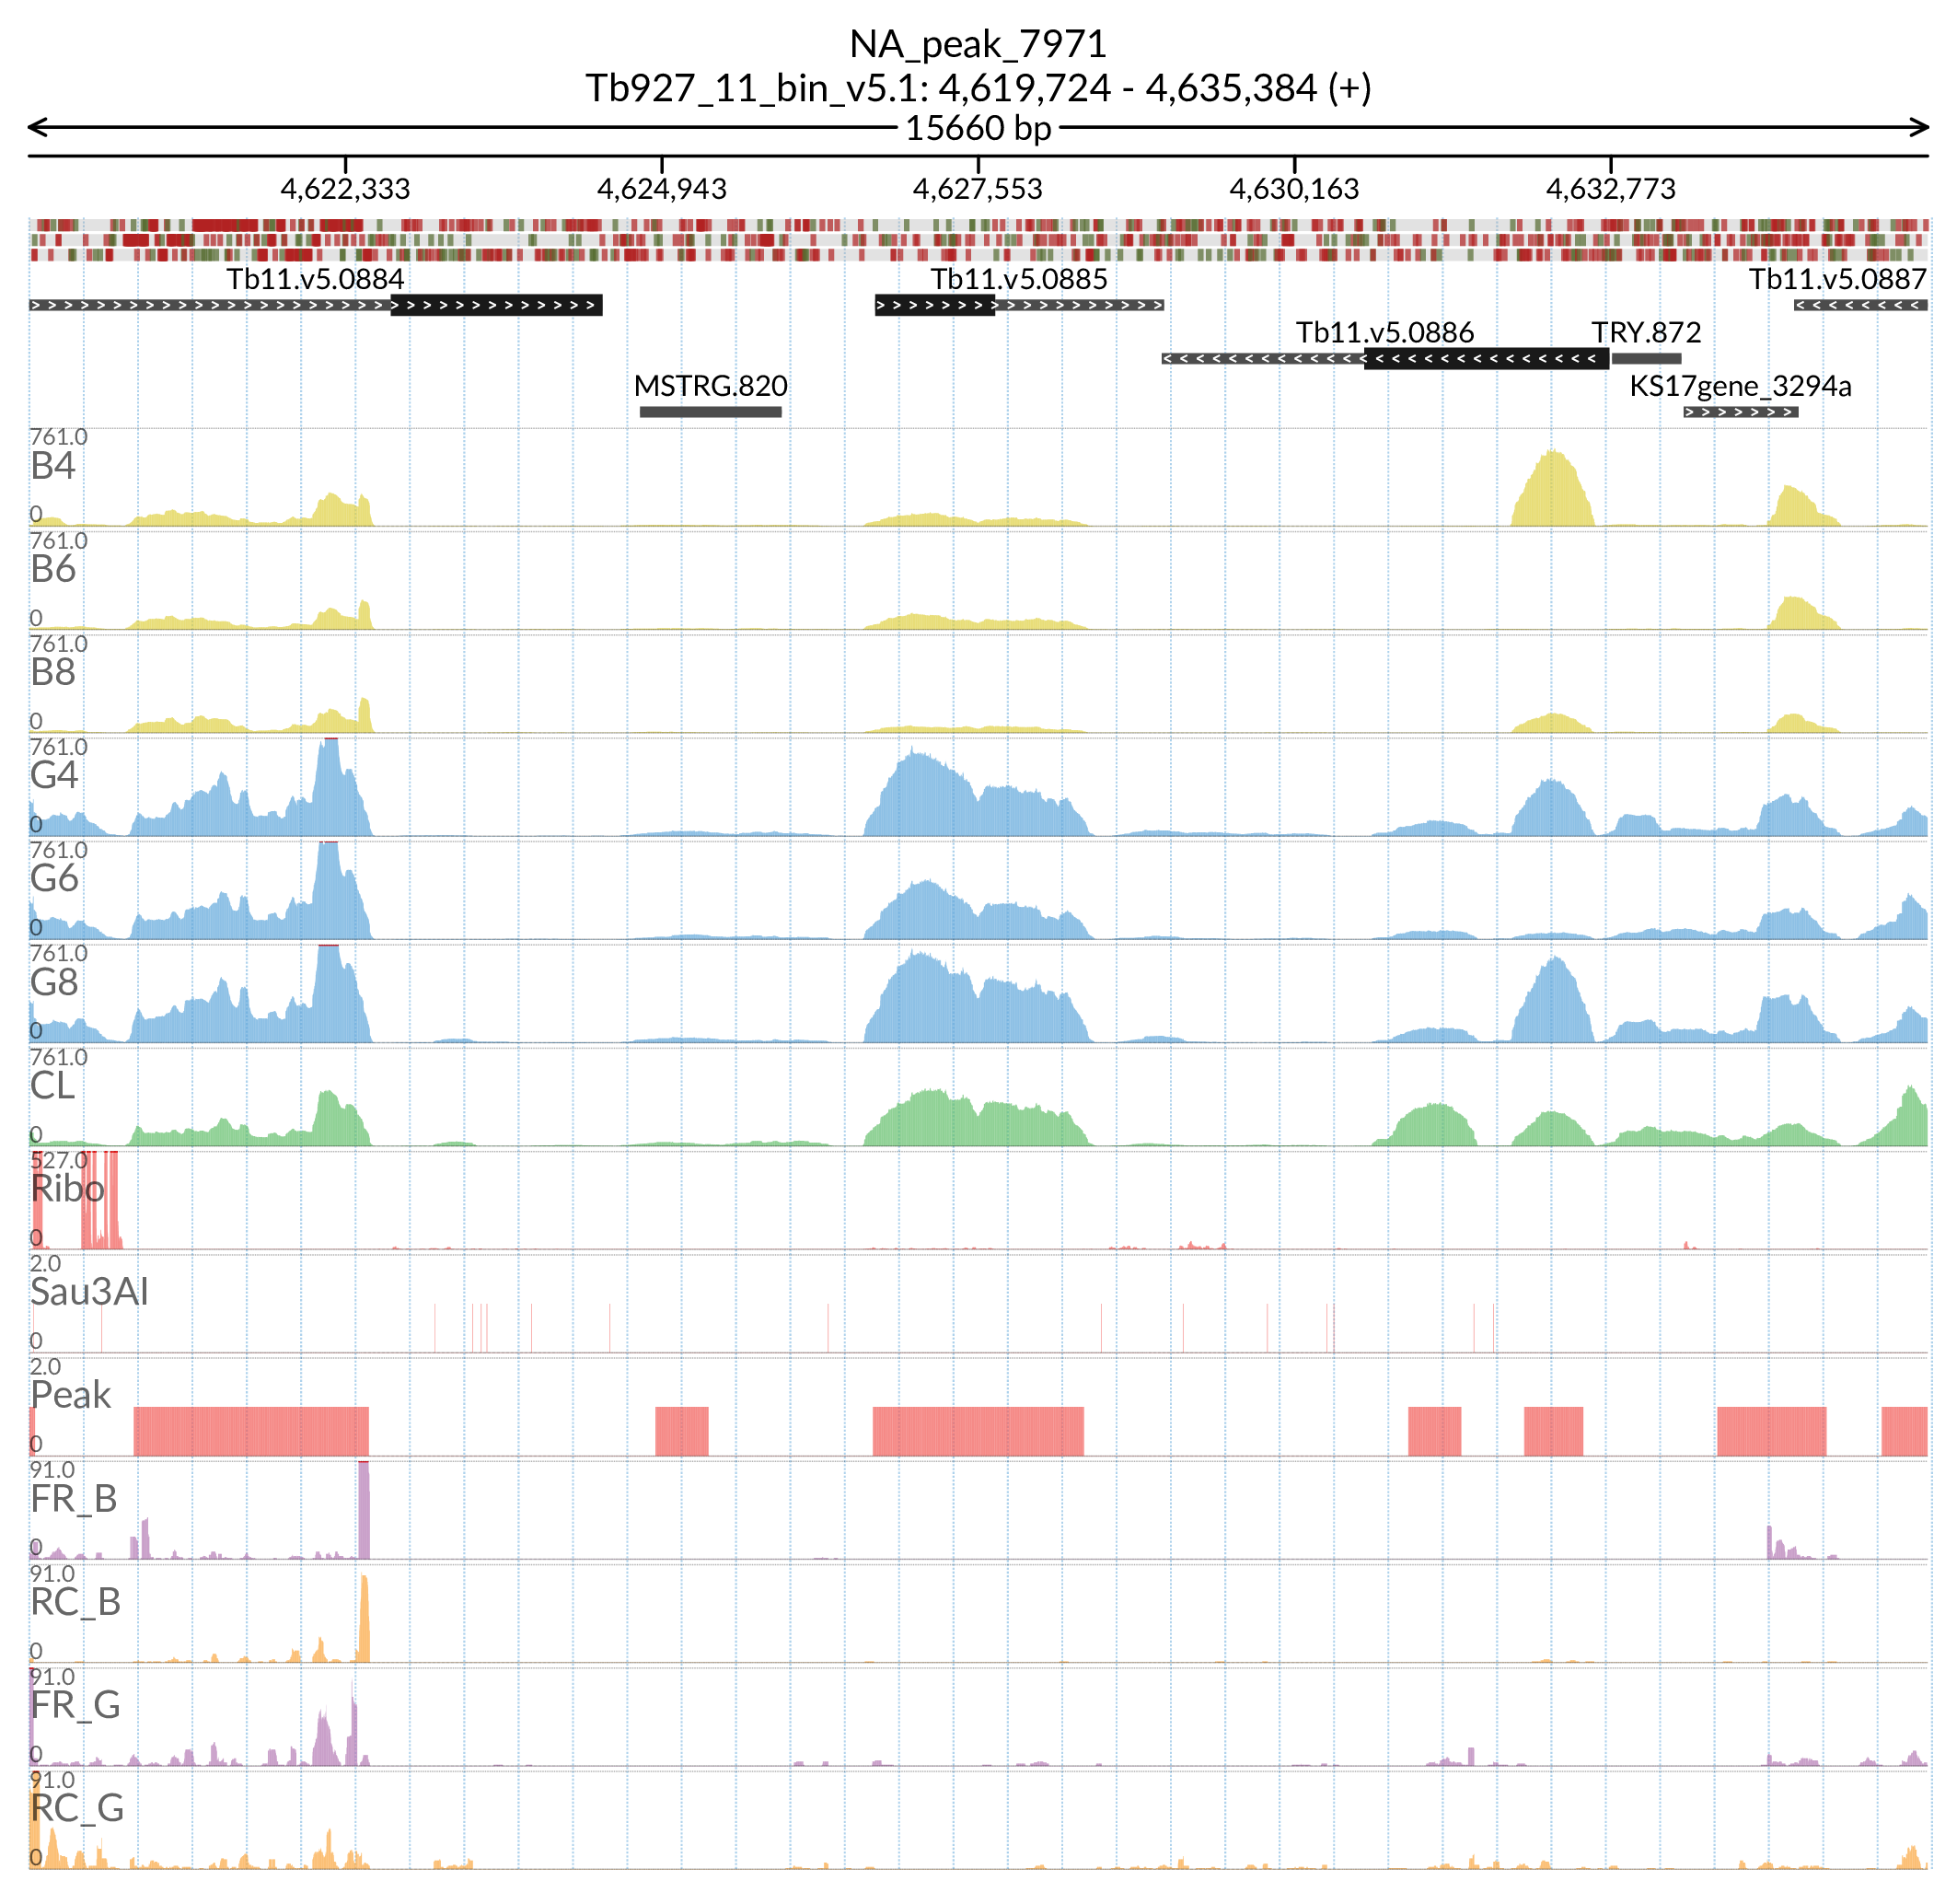 NA_peak_7971
Tb927_11_bin_v5.1: 4,619,724 - 4,635,384 (+)
15660 bp
4,622,333 4,624,943 4,627,553 4,630,163 4,632,773
Tb11.v5.0884 Tb11.v5.0885 Tb11.v5.0887
Tb11.v5.0886 TRY.872
MSTRG.820 KS17gene_3294a
761.0
B4
0
761.0
B6
0
761.0
B8
0
761.0
G4
0
761.0
G6
0
761.0
G8
0
761.0
CL
0
527.0
Ribo
0
2.0
Sau3AI
0
2.0
Peak
0
91.0
FR_B
0
91.0
RC_B
0
91.0
FR_G
0
91.0
RC_G
0